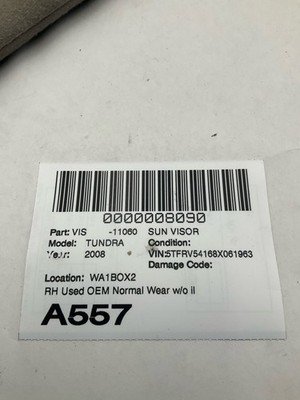 0000008090
Part: VIS -11060 SUN VISOR
Model: TUNDRA Condition:
Year: 2008 VIN:5TFRV54168X061963
Damage Code:
Location: WA1BOX2
RH Used OEM Normal Wear w/o il
A557